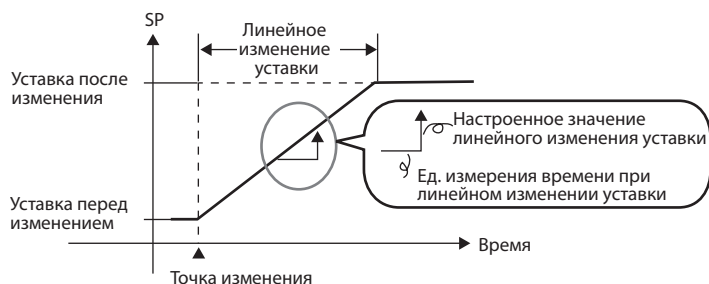 SP
Линейное
изменение
уставки
Уставка после
изменения
Настроенное значение
линейного изменения уставки
Ед. измерения времени при
линейном изменении уставки
Уставка перед
изменением
Время
Точка изменения